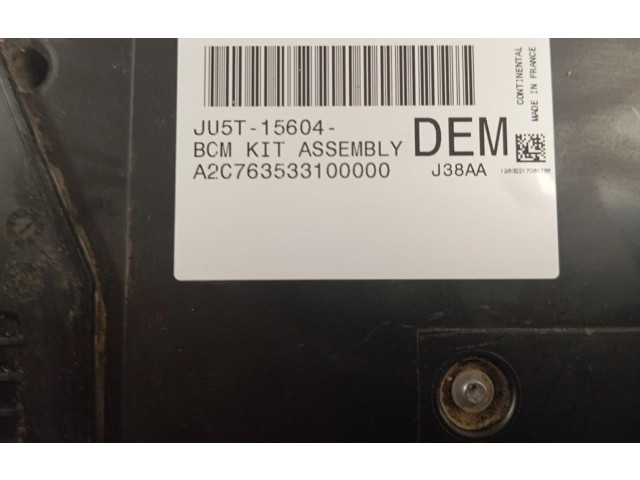 JU5T-15604-
BCM KIT ASSEMBLY
DEM
A2C763533100000
J38AA
CONTINENTAL
MADE IN FRANCE